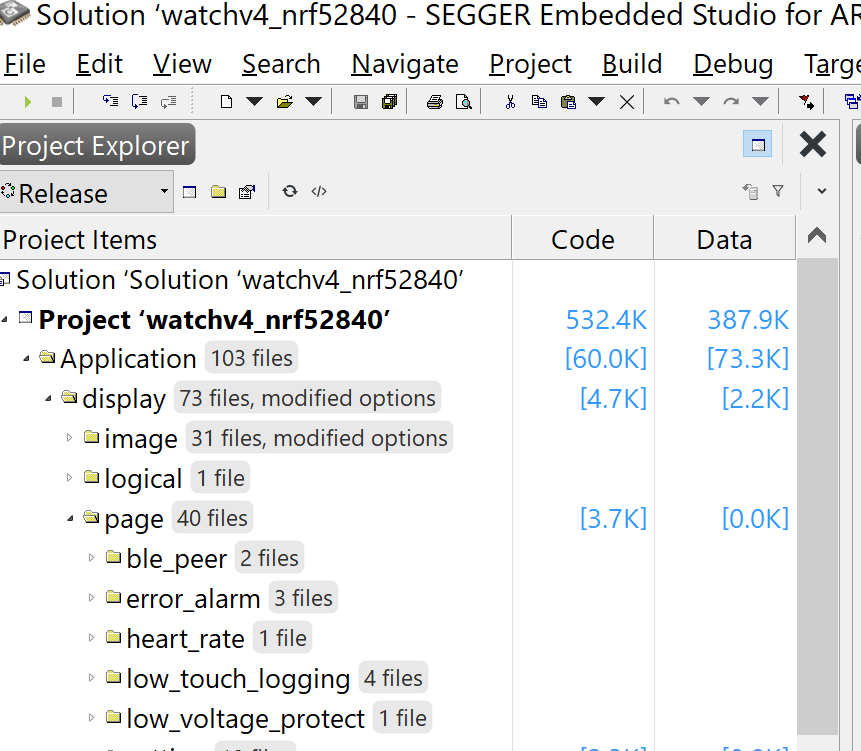 Solution ‘watchv4_nrf52840 - SEGGER Embedded Studio for AR
File Edit View Search Navigate Project Build Debug Targe
Project Explorer
Release
Project Items Code Data
Solution ‘Solution ‘watchv4_nrf52840’
Project ‘watchv4_nrf52840’ 532.4K 387.9K
Application 103 files [60.0K] [73.3K]
display 73 files, modified options [4.7K] [2.2K]
image 31 files, modified options
logical 1 file
page 40 files [3.7K] [0.0K]
ble_peer 2 files
error_alarm 3 files
heart_rate 1 file
low_touch_logging 4 files
low_voltage_protect 1 file